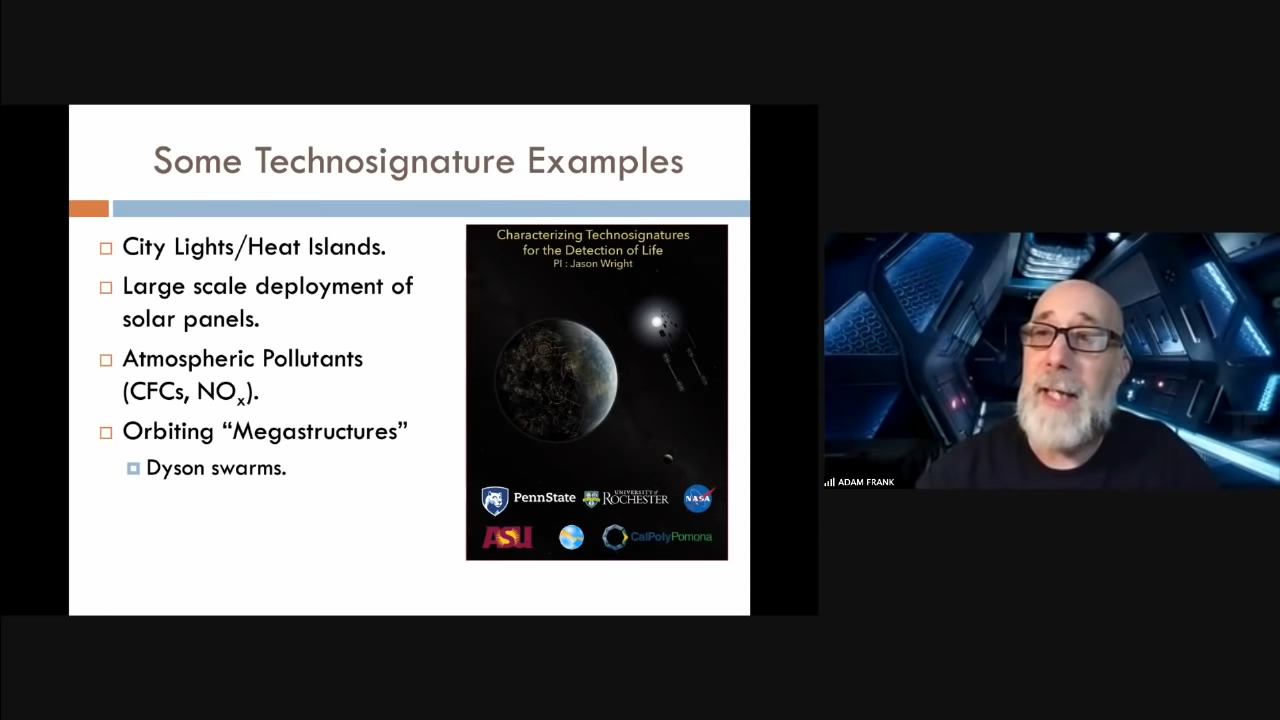 Some Technosignature Examples
City Lights/Heat Islands.
Large scale deployment of
solar panels.
Atmospheric Pollutants
(CFCs, NOx).
Orbiting “Megastructures”
Dyson swarms.
Characterizing Technosignatures
for the Detection of Life
PI : Jason Wright
PennState
UNIVERSITY of
ROCHESTER
NASA
ASU
CalPolyPomona
ADAM FRANK